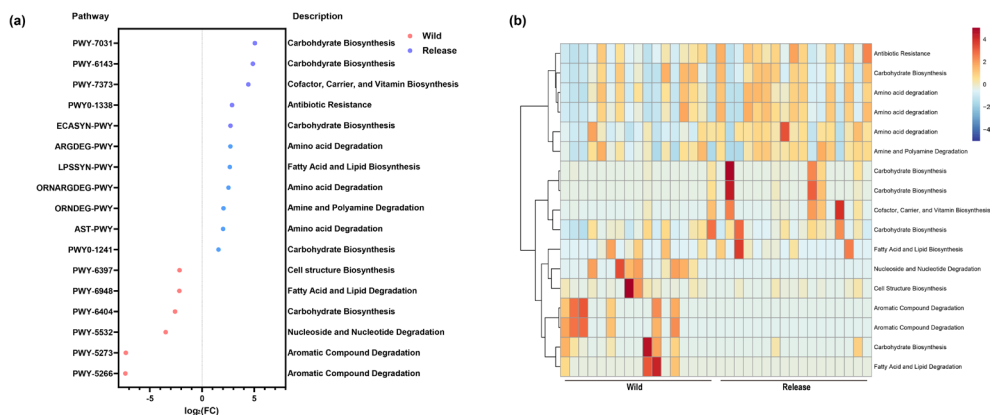 (a)
Pathway
Description
PWY-7031
Carbohdyrate Biosynthesis
PWY-6143
Carbohdyrate Biosynthesis
PWY-7373
Cofactor, Carrier, and Vitamin Biosynthesis
PWY0-1338
Antibiotic Resistance
ECASYN-PWY
Carbohydrate Biosynthesis
ARGDEG-PWY
Amino acid Degradation
LPSSYN-PWY
Fatty Acid and Lipid Biosynthesis
ORNARGDEG-PWY
Amino acid Degradation
ORNDEG-PWY
Amine and Polyamine Degradation
AST-PWY
Amino acid Degradation
PWY0-1241
Carbohydrate Biosynthesis
PWY-6397
Cell structure Biosynthesis
PWY-6948
Fatty Acid and Lipid Degradation
PWY-6404
Carbohydrate Biosynthesis
PWY-5532
Nucleoside and Nicotide Degradation
PWY-5273
Aromatic Compound Degradation
PWY-5266
Aromatic Compound Degradation
Wild
Release
-5
0
5
log₂(FC)
(b)
Antibiotic Resistance
Carbohydrate Biosynthesis
Amino acid degradation
Amino acid degradation
Amino acid degradation
Amine and Polyamine Degradation
Carbohydrate Biosynthesis
Carbohydrate Biosynthesis
Cofactor, Carrier, and Vitamin Biosynthesis
Carbohydrate Biosynthesis
Fatty Acid and Lipid Biosynthesis
Nucleoside and Nucleotide Degradation
Cell Structure Biosynthesis
Aromatic Compound Degradation
Aromatic Compound Degradation
Carbohydrate Biosynthesis
Fatty Acid and Lipid Degradation
Wild
Release
4
2
0
-2
-4